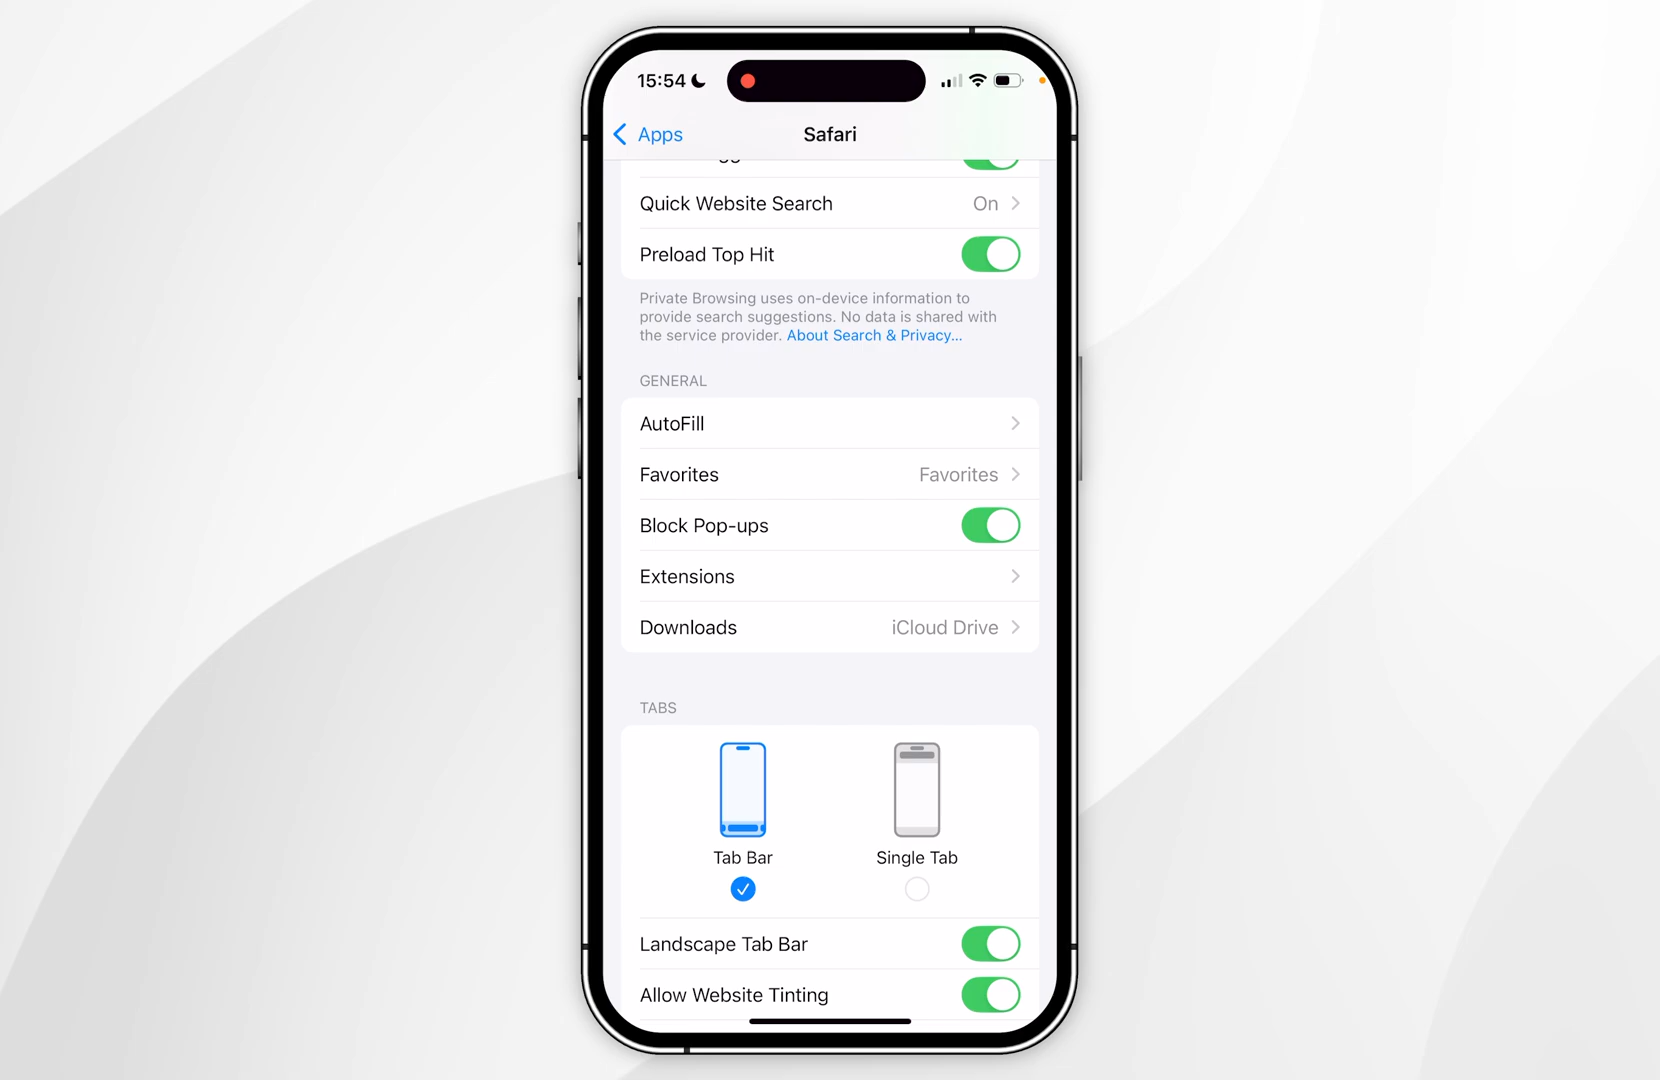 15:54
Apps
Safari
Quick Website Search On
Preload Top Hit
Private Browsing uses on-device information to
provide search suggestions. No data is shared with
the service provider. About Search & Privacy...
GENERAL
AutoFill
Favorites Favorites
Block Pop-ups
Extensions
Downloads iCloud Drive
TABS
Tab Bar Single Tab
Landscape Tab Bar
Allow Website Tinting